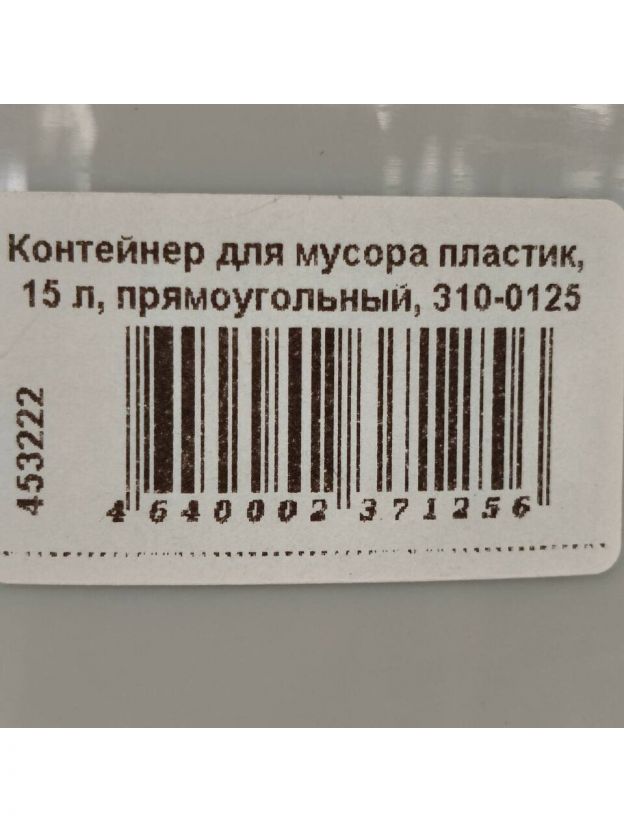 Контейнер для мусора пластик,
15 л, прямоугольный, 310-0125
453222
4 640002 371256